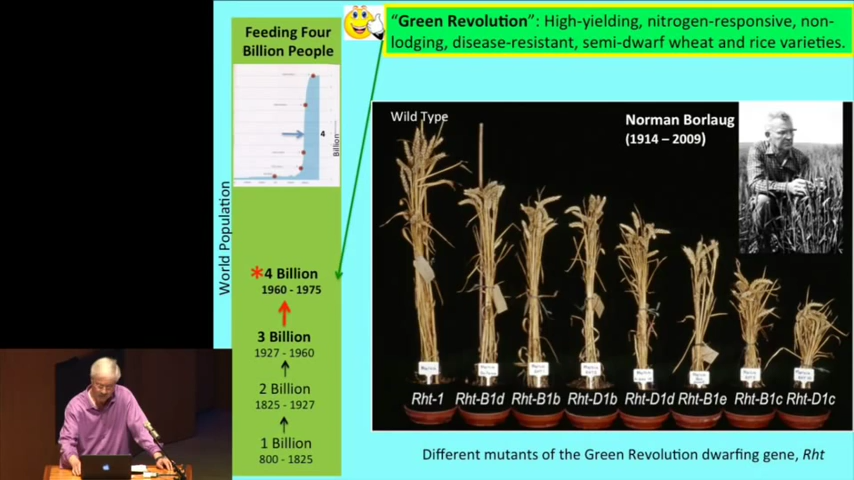 Feeding Four
Billion People
4
Billion
World Population
*4 Billion
1960 - 1975
3 Billion
1927 - 1960
2 Billion
1825 - 1927
1 Billion
800 - 1825
“Green Revolution”: High-yielding, nitrogen-responsive, non-
lodging, disease-resistant, semi-dwarf wheat and rice varieties.
Wild Type
Norman Borlaug
(1914 – 2009)
Rht-1 Rht-B1d Rht-B1b Rht-D1b Rht-D1d Rht-B1e Rht-B1c Rht-D1c
Different mutants of the Green Revolution dwarfing gene, Rht